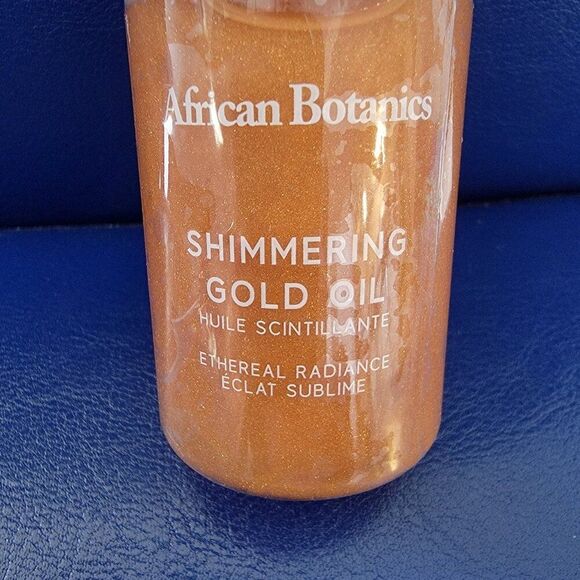 African Botanics
SHIMMERING
GOLD OIL
HUILE SCINTILLANTE
ETHEREAL RADIANCE
ÉCLAT SUBLIME